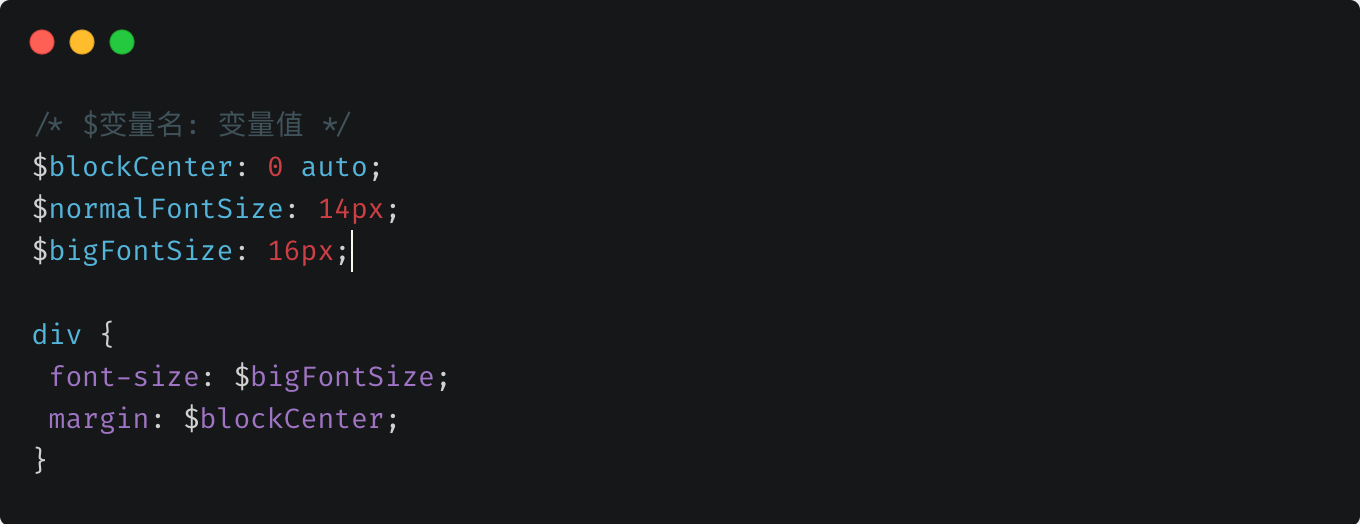 /* $变量名: 变量值 */
$blockCenter: 0 auto;
$normalFontSize: 14px;
$bigFontSize: 16px;
div {
font-size: $bigFontSize;
margin: $blockCenter;
}